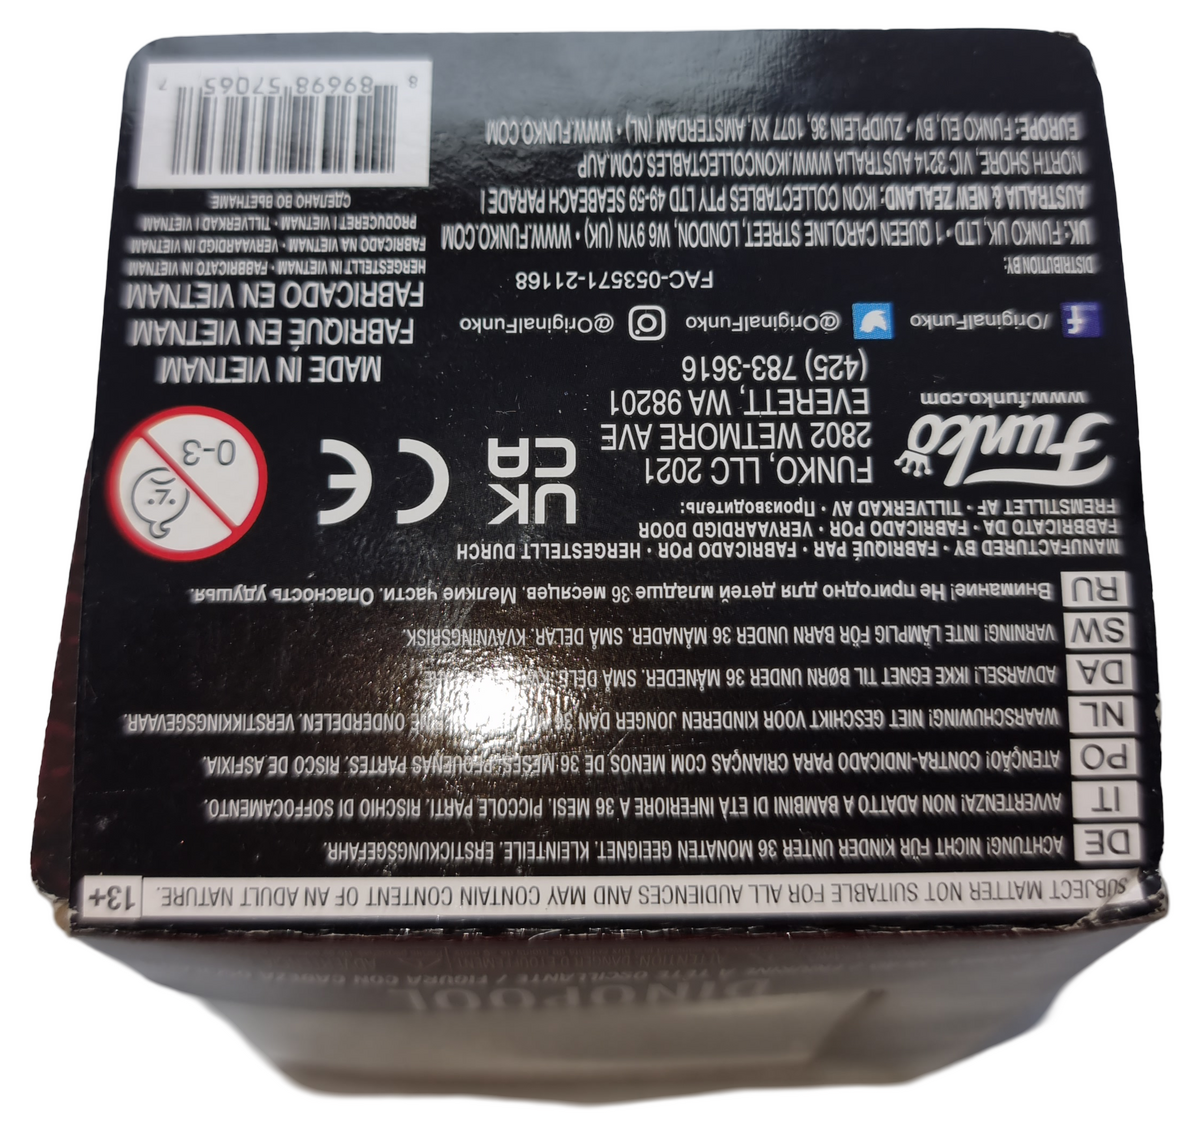 SUBJECT MATTER NOT SUITABLE FOR ALL AUDIENCES AND MAY CONTAIN CONTENT OF AN ADULT NATURE. 13+
DE ACHTUNG! NICHT FÜR KINDER UNTER 36 MONATEN GEEIGNET. KLEINTEILE. ERSTICKUNGSGEFAHR.
IT AVVERTENZA! NON ADATTO A BAMBINI DI ETÀ INFERIORE A 36 MESI. PICCOLE PARTI. RISCHIO DI SOFFOCAMENTO.
PO ATENÇÃO! CONTRA-INDICADO PARA CRIANÇAS COM MENOS DE 36 MESES. PEQUENAS PARTES. RISCO DE ASFIXIA.
NL WAARSCHUWING! NIET GESCHIKT VOOR KINDEREN JONGER DAN 36 ONDERDELEN. VERSTIKKINGSGEVAAR.
DA ADVARSEL! IKKE EGNET TIL BØRN UNDER 36 MÅNEDER. SMÅ DELE.
SW VARNING! INTE LÄMPLIG FÖR BARN UNDER 36 MÅNADER. SMÅ DELAR. KVÄVNINGSRISK.
RU Внимание! Не пригодно для детей младше 36 месяцев. Мелкие части. Опасность удушья.
MANUFACTURED BY • FABRIQUÉ PAR • FABRICADO POR • HERGESTELLT DURCH
FABBRICATO DA • FABRICADO POR • VERVAARDIGD DOOR
FREMSTILLET AF • TILLVERKAD AV • Производитель:
Funko
www.funko.com
FUNKO, LLC 2021
2802 WETMORE AVE
EVERETT, WA 98201
(425) 783-3616
UK
CA
CE
0-3
/OriginalFunko @OriginalFunko @OriginalFunko
FAC-053571-21168
MADE IN VIETNAM
FABRIQUÉ EN VIETNAM
FABRICADO EN VIETNAM
HERGESTELLT IN VIETNAM • FABBRICATO IN VIETNAM
FABRICADO NA VIETNAM • VERVAARDIGD IN VIETNAM
PRODUCERET VIETNAM • TILLVERKAD VIETNAM
СДЕЛАНО ВО ВЬЕТНАМЕ
DISTRIBUTION BY:
UK: FUNKO UK, LTD • 1 QUEEN CAROLINE STREET, LONDON, W6 9YN (UK) • WWW.FUNKO.COM
AUSTRALIA & NEW ZEALAND: IKON COLLECTABLES PTY LTD 49-59 SEABEACH PARADE |
NORTH SHORE, VIC 3214 AUSTRALIA WWW.IKONCOLLECTABLES.COM.AUP
EUROPE: FUNKO EU, BV • ZUIDPLEIN 36, 1077 XV, AMSTERDAM (NL) • WWW.FUNKO.COM
8 89698 57065 7
DINOPOOL